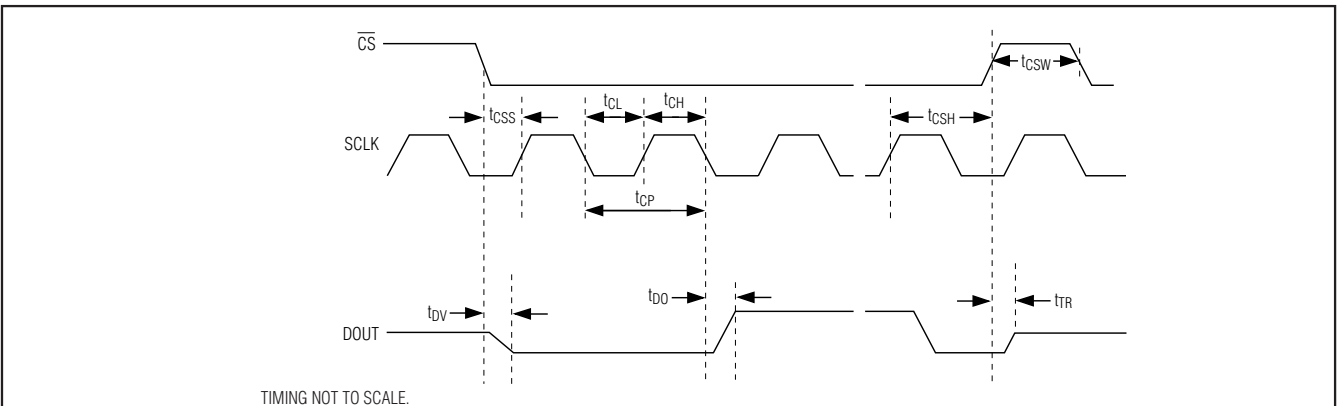 CS
tCSW
tCSS
tCL
tCH
tCSH
SCLK
tCP
tDV
tDO
tTR
DOUT
TIMING NOT TO SCALE.